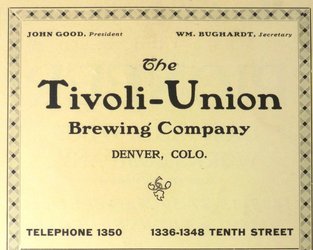 JOHN GOOD, President WM. BUGHARDT, Secretary
The
Tivoli-Union
Brewing Company
DENVER, COLO.
TELEPHONE 1350 1336-1348 TENTH STREET